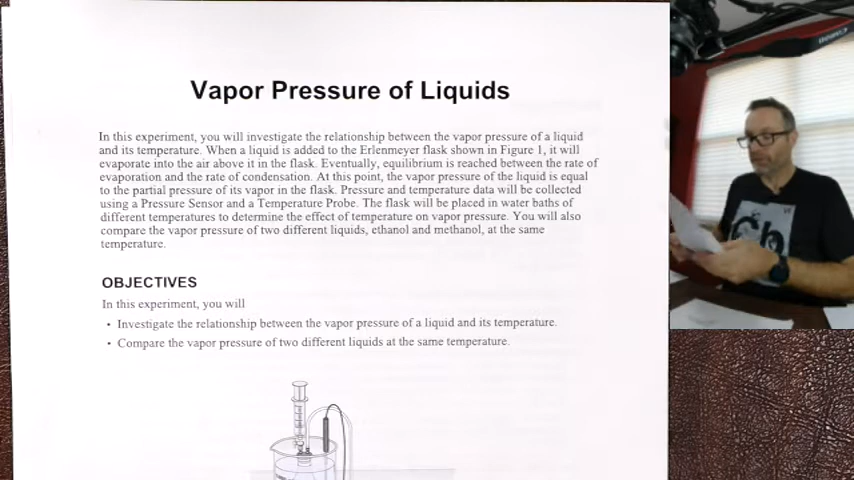 Vapor Pressure of Liquids
In this experiment, you will investigate the relationship between the vapor pressure of a liquid
and its temperature. When a liquid is added to the Erlenmeyer flask shown in Figure 1, it will
evaporate into the air above it in the flask. Eventually, equilibrium is reached between the rate of
evaporation and the rate of condensation. At this point, the vapor pressure of the liquid is equal
to the partial pressure of its vapor in the flask. Pressure and temperature data will be collected
using a Pressure Sensor and a Temperature Probe. The flask will be placed in water baths of
different temperatures to determine the effect of temperature on vapor pressure. You will also
compare the vapor pressure of two different liquids, ethanol and methanol, at the same
temperature.
OBJECTIVES
In this experiment, you will
• Investigate the relationship between the vapor pressure of a liquid and its temperature.
• Compare the vapor pressure of two different liquids at the same temperature.